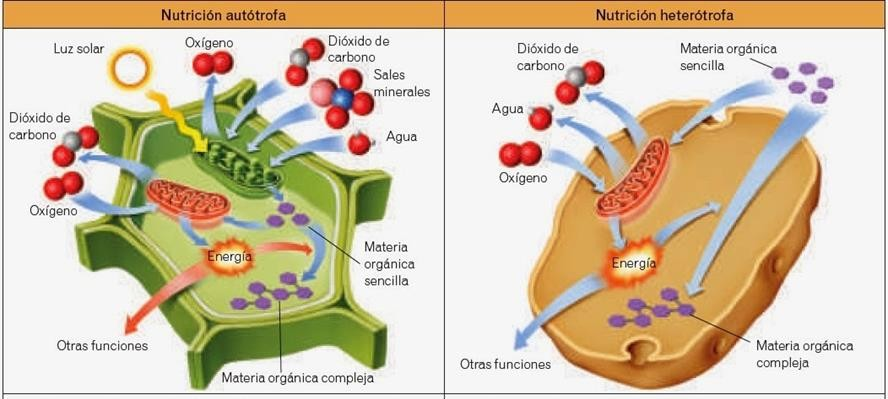 Nutrición autótrofa
Luz solar
Oxígeno
Dióxido de
carbono
Sales
minerales
Agua
Dióxido de
carbono
Oxígeno
Energía
Materia
orgánica
sencilla
Otras funciones
Materia orgánica compleja
Nutrición heterótrofa
Dióxido de
carbono
Materia orgánica
sencilla
Agua
Oxígeno
Energía
Otras funciones
Materia orgánica
compleja